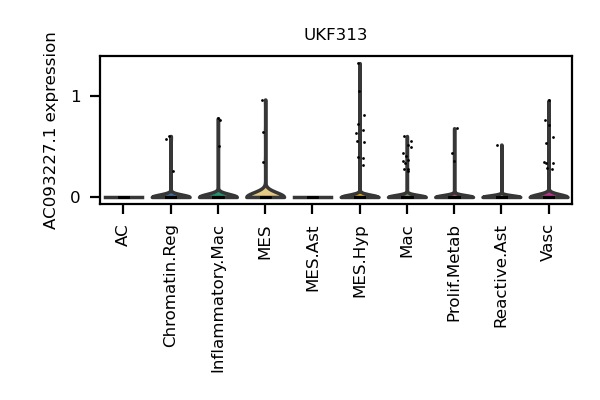 UKF313
AC093227.1 expression
1
0
AC
Chromatin.Reg
Inflammatory.Mac
MES
MES.Ast
MES.Hyp
Mac
Prolif.Metab
Reactive.Ast
Vasc